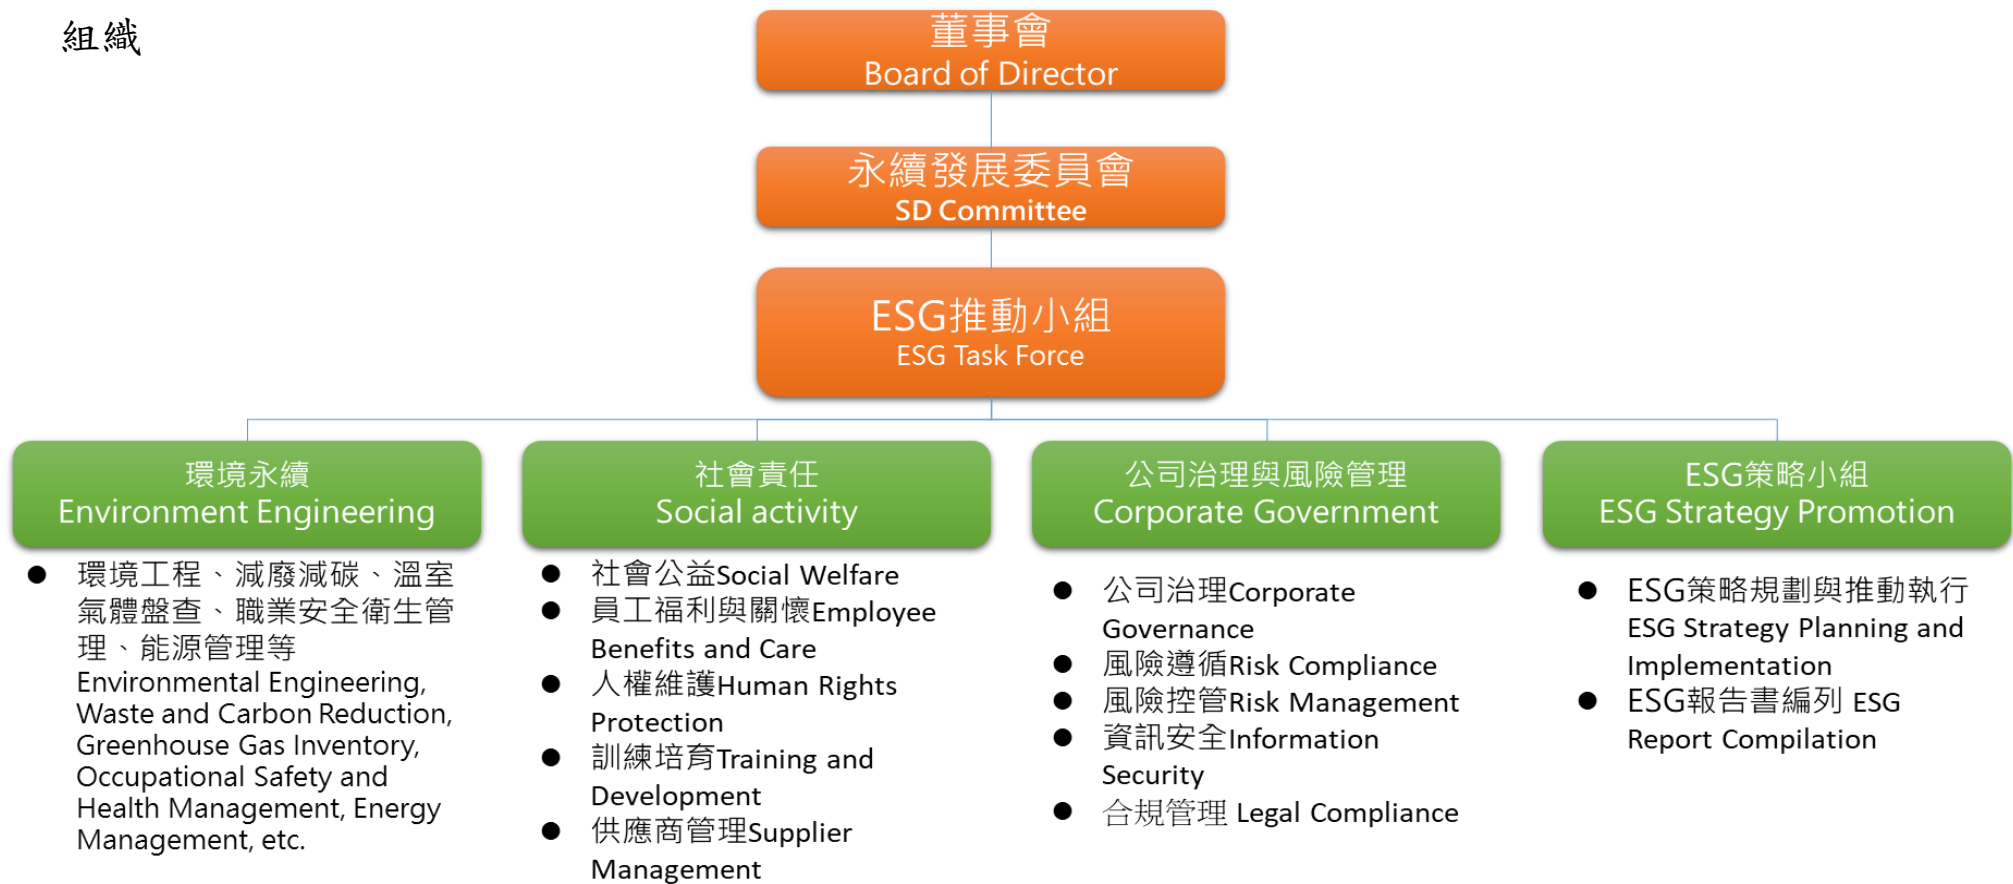 組織
董事會
Board of Director
永續發展委員會
SD Committee
ESG推動小組
ESG Task Force
環境永續
Environment Engineering
● 環境工程、減廢減碳、溫室
氣體盤查、職業安全衛生管
理、能源管理等
Environmental Engineering,
Waste and Carbon Reduction,
Greenhouse Gas Inventory,
Occupational Safety and
Health Management, Energy
Management, etc.
社會責任
Social activity
● 社會公益Social Welfare
● 員工福利與關懷Employee
Benefits and Care
● 人權維護Human Rights
Protection
● 訓練培育Training and
Development
● 供應商管理Supplier
Management
公司治理與風險管理
Corporate Government
● 公司治理Corporate
Governance
● 風險遵循Risk Compliance
● 風險控管Risk Management
● 資訊安全Information
Security
● 合規管理 Legal Compliance
ESG策略小組
ESG Strategy Promotion
● ESG策略規劃與推動執行
ESG Strategy Planning and
Implementation
● ESG報告書編列 ESG
Report Compilation